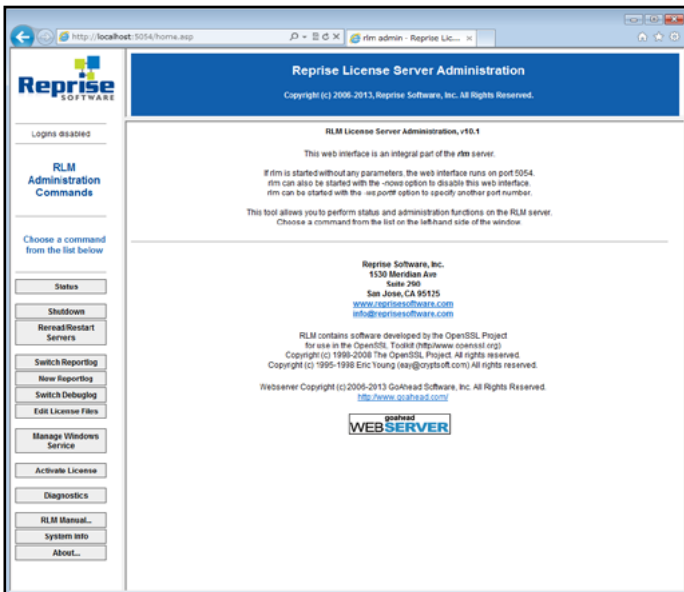 http://localhost:5054/home.asp
rlm admin - Reprise Lic...
Reprise
SOFTWARE
Logins disabled
RLM
Administration
Commands
Choose a command
from the list below
Status
Shutdown
Reread/Restart
Servers
Switch Reportlog
New Reportlog
Switch Debuglog
Edit License Files
Manage Windows
Service
Activate License
Diagnostics
RLM Manual...
System Info
About...
Reprise License Server Administration
Copyright (c) 2006-2013, Reprise Software, Inc. All Rights Reserved.
RLM License Server Administration, v10.1
This web interface is an integral part of the rlm server.
If rlm is started without any parameters, the web interface runs on port 5054.
rlm can also be started with the -nows option to disable this web interface.
rlm can be started with the -ws port# option to specify another port number.
This tool allows you to perform status and administration functions on the RLM server.
Choose a command from the list on the left-hand side of the window.
Reprise Software, Inc.
1530 Meridian Ave
Suite 290
San Jose, CA 95125
www.reprisesoftware.com
info@reprisesoftware.com
RLM contains software developed by the OpenSSL Project
for use in the OpenSSL Toolkit (http//www.openssl.org)
Copyright (c) 1998-2008 The OpenSSL Project. All rights reserved.
Copyright (c) 1995-1998 Eric Young (eay@cryptsoft.com) All rights reserved.
Webserver Copyright (c) 2006-2013 GoAhead Software, Inc. All Rights Reserved.
http://www.goahead.com/
goahead
WEBSERVER